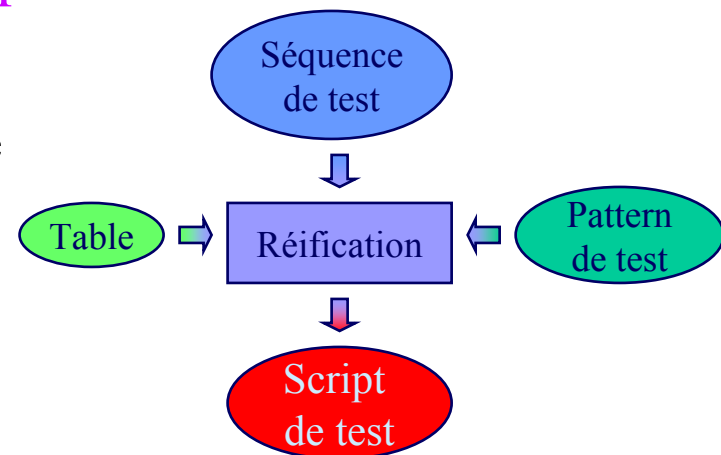 Séquence
de test
Table
Réification
Pattern
de test
Script
de test